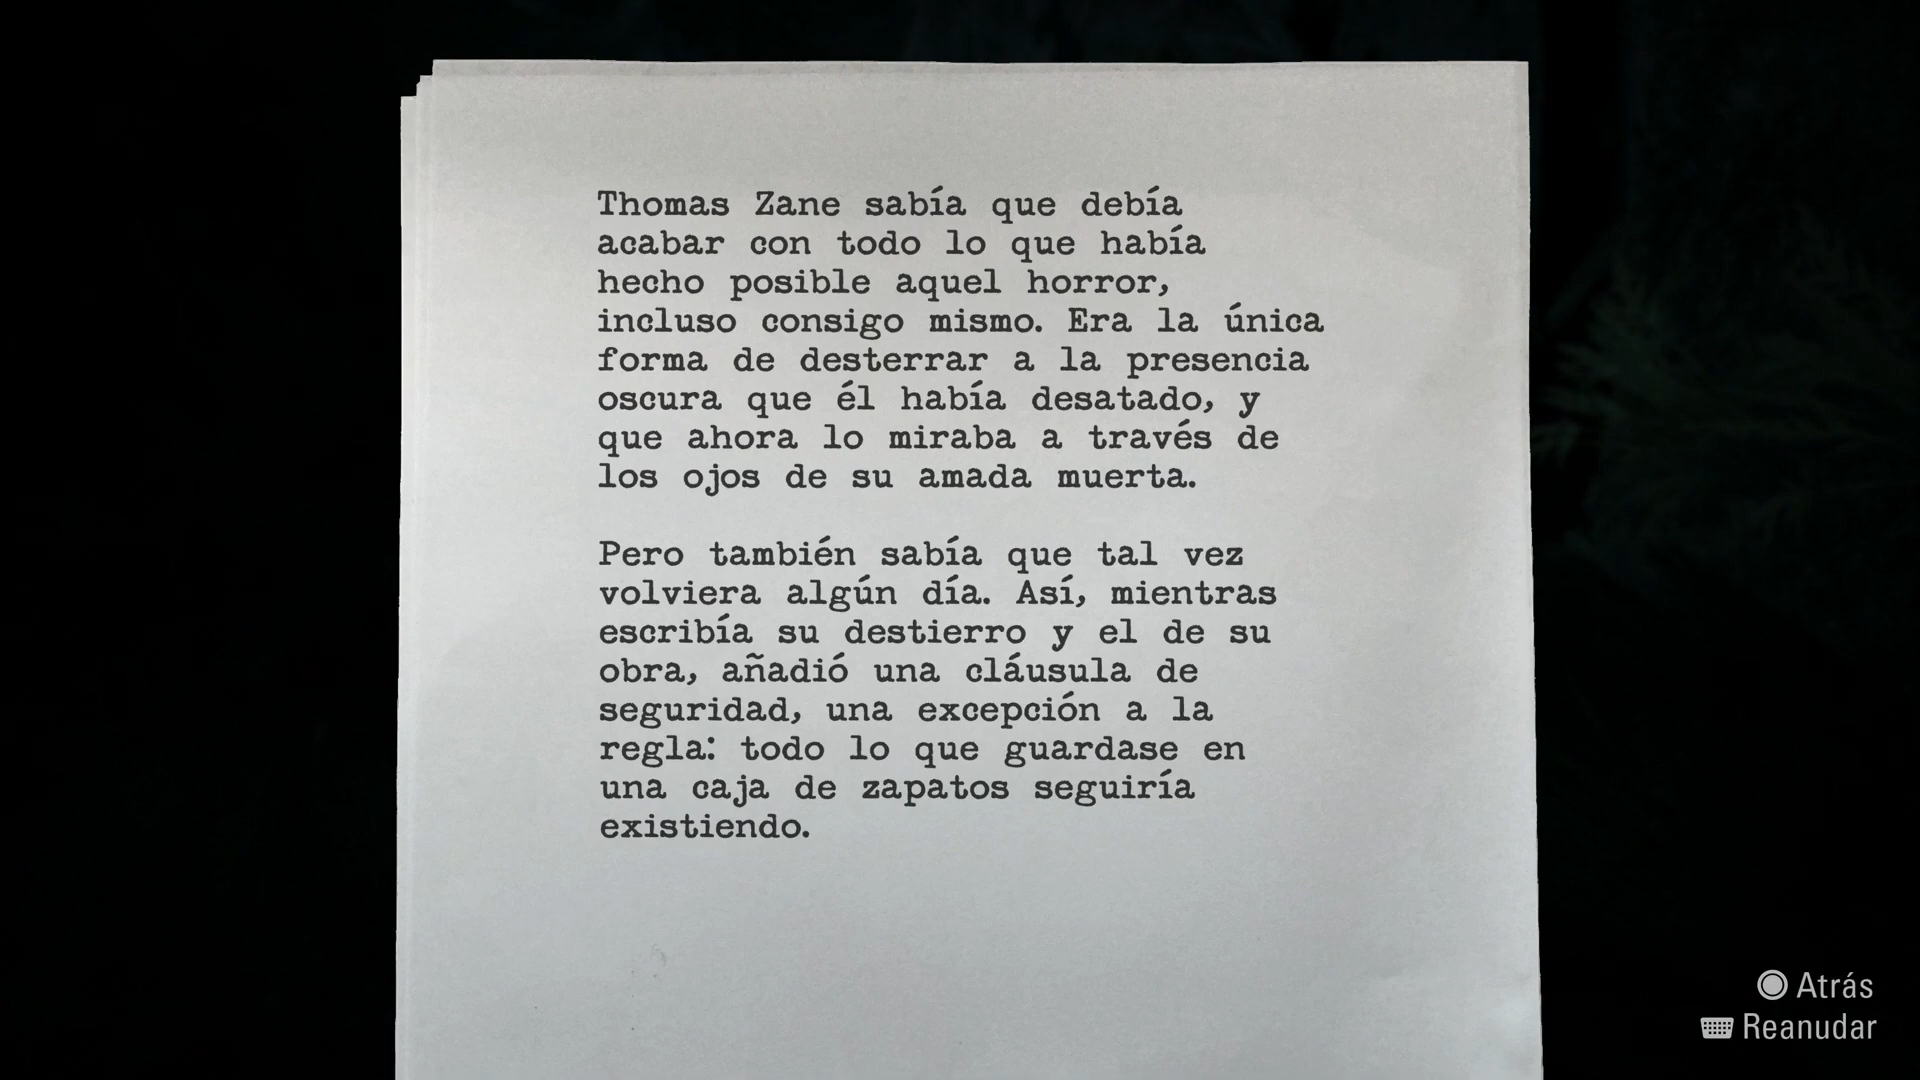 Thomas Zane sabía que debía
acabar con todo lo que había
hecho posible aquel horror,
incluso consigo mismo. Era la única
forma de desterrar a la presencia
oscura que él había desatado, y
que ahora lo miraba a través de
los ojos de su amada muerta.
Pero también sabía que tal vez
volviera algún día. Así, mientras
escribía su destierro y el de su
obra, añadió una cláusula de
seguridad, una excepción a la
regla: todo lo que guardase en
una caja de zapatos seguiría
existiendo.
Atrás
Reanudar